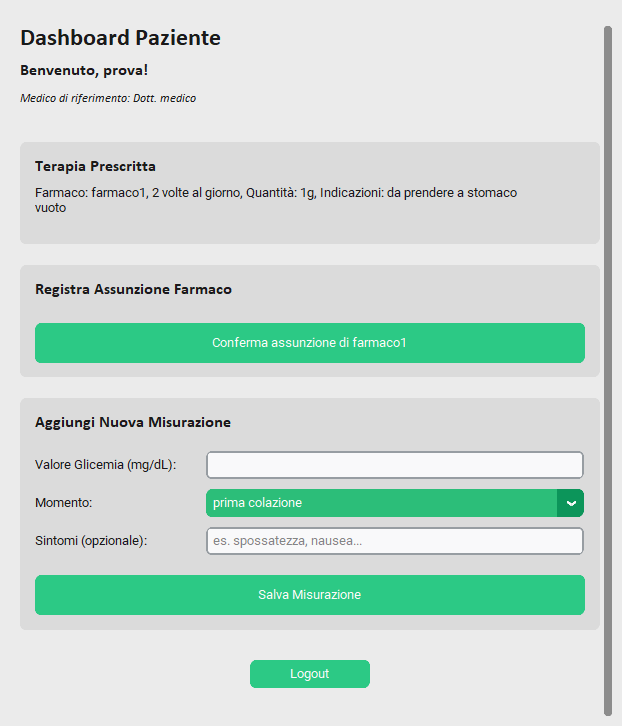 Dashboard Paziente
Benvenuto, prova!
Medico di riferimento: Dott. medico
Terapia Prescritta
Farmaco: farmaco1, 2 volte al giorno, Quantità: 1g, Indicazioni: da prendere a stomaco
vuoto
Registra Assunzione Farmaco
Conferma assunzione di farmaco1
Aggiungi Nuova Misurazione
Valore Glicemia (mg/dL):
Momento:
prima colazione
Sintomi (opzionale):
es. spossatezza, nausea...
Salva Misurazione
Logout